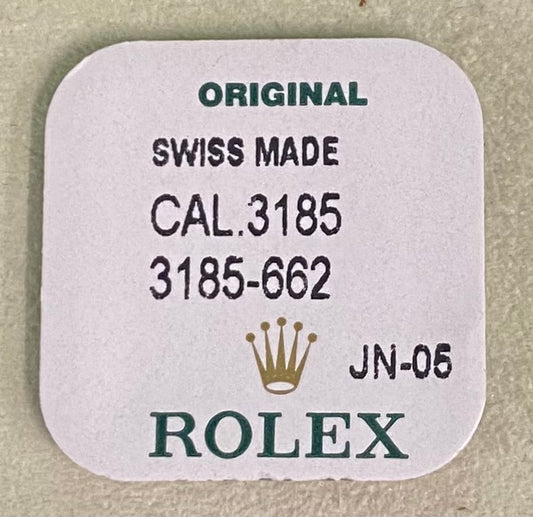 ORIGINAL
SWISS MADE
CAL.3185
3185-662
JN-05
ROLEX